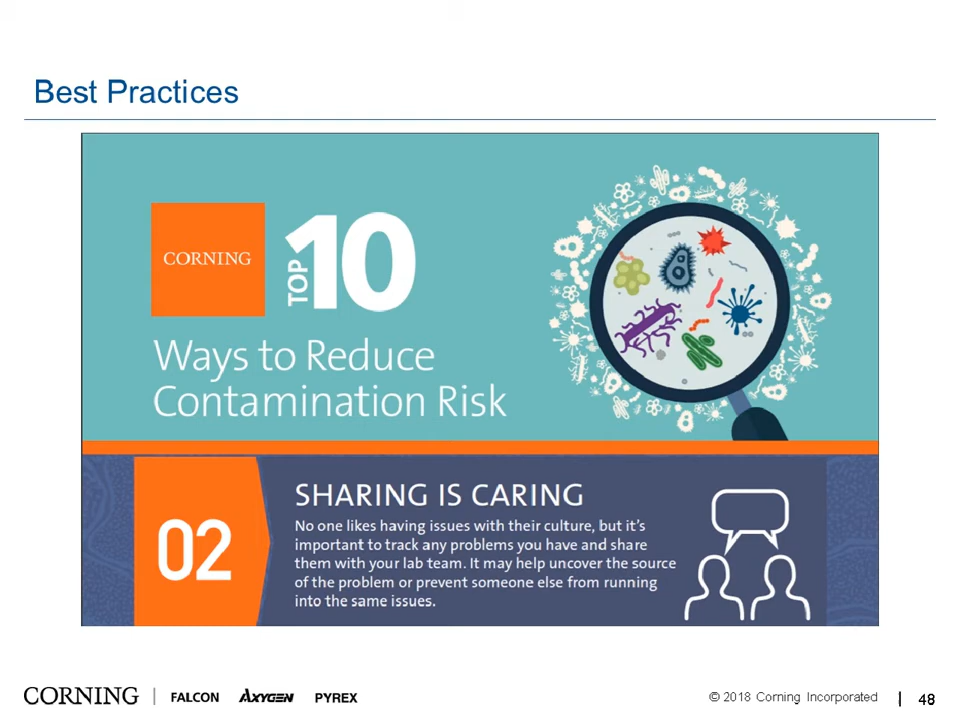 Best Practices
CORNING
TOP 10
Ways to Reduce
Contamination Risk
02
SHARING IS CARING
No one likes having issues with their culture, but it's
important to track any problems you have and share
them with your lab team. It may help uncover the source
of the problem or prevent someone else from running
into the same issues.
CORNING | FALCON AXYGEN PYREX
© 2018 Corning Incorporated | 48